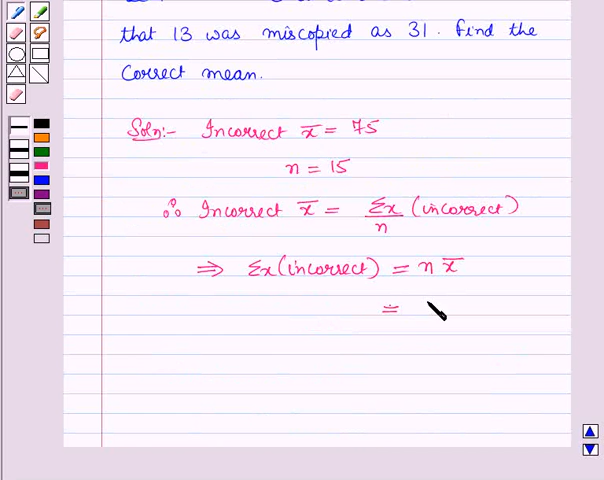 that 13 was miscopied as 31. Find the
Correct mean.
Soln:- Incorrect x̅ = 75
n = 15
∴ Incorrect x̅ = Σx/n (incorrect)
⇒ Σx(incorrect) = n x̅
=